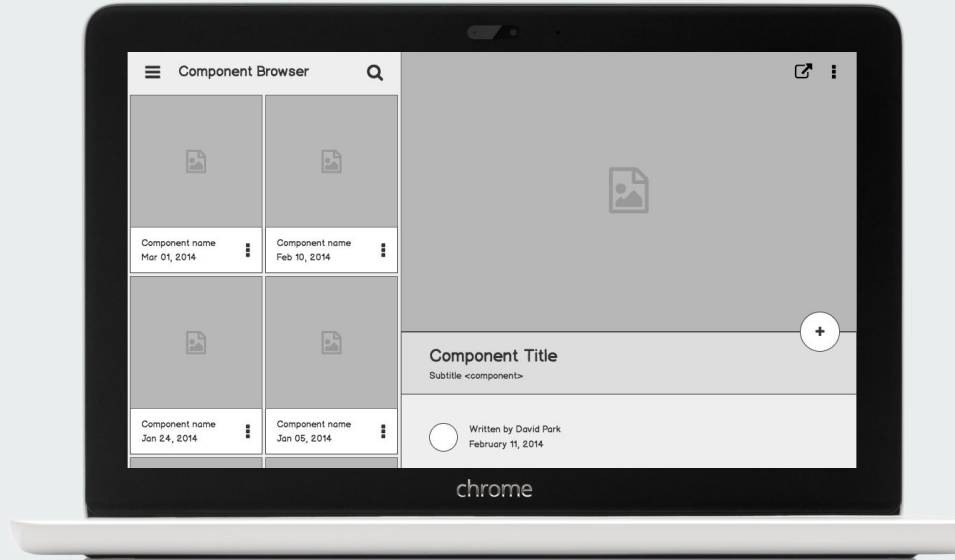 Component Browser
Component name
Mar 01, 2014
Component name
Feb 10, 2014
Component name
Jan 24, 2014
Component name
Jan 05, 2014
Component Title
Subtitle <component>
Written by David Park
February 11, 2014
chrome